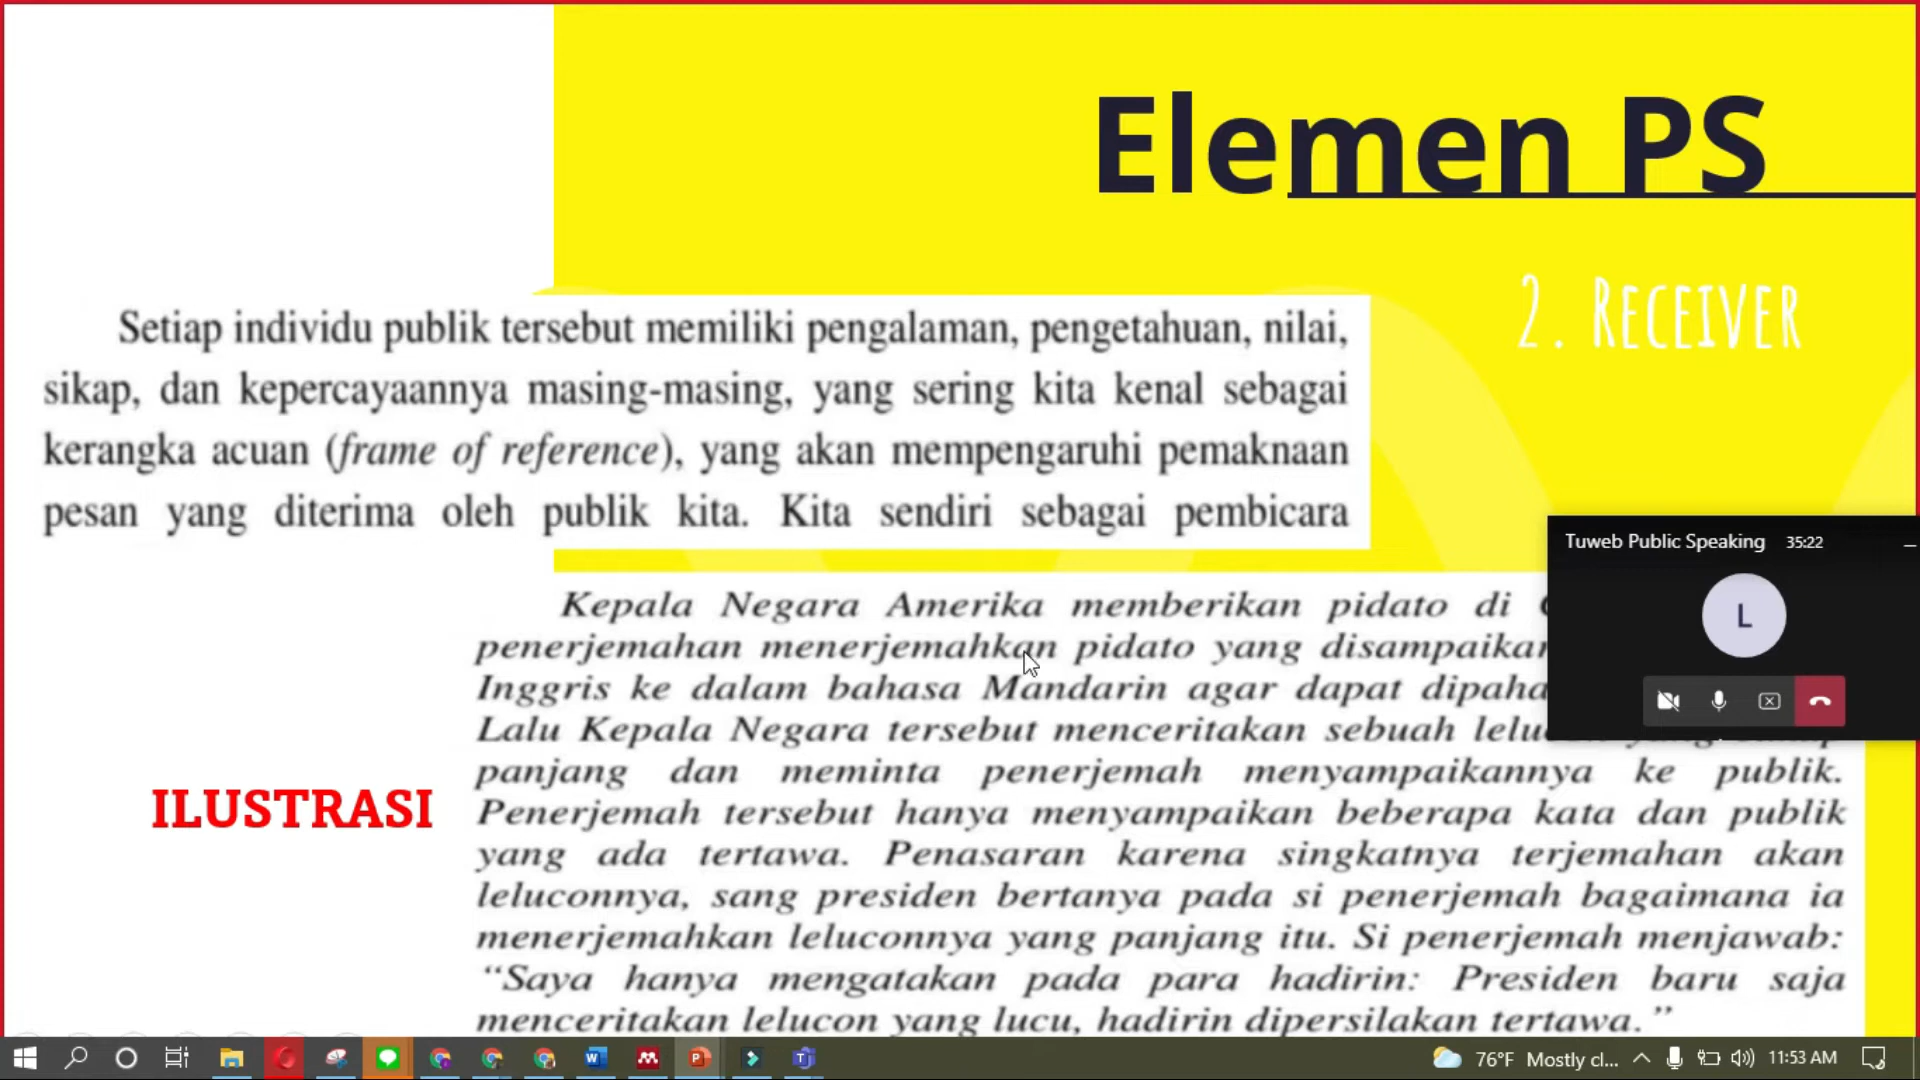 Elemen PS
2. Receiver
Setiap individu publik tersebut memiliki pengalaman, pengetahuan, nilai,
sikap, dan kepercayaannya masing-masing, yang sering kita kenal sebagai
kerangka acuan (frame of reference), yang akan mempengaruhi pemaknaan
pesan yang diterima oleh publik kita. Kita sendiri sebagai pembicara
Tuweb Public Speaking 35:22
L
Kepala Negara Amerika memberikan pidato di
penerjemahan menerjemahkan pidato yang
Inggris ke dalam bahasa Mandarin agar dapat
Lalu Kepala Negara tersebut menceritakan sebuah
panjang dan meminta penerjemah menyampaikannya ke publik.
Penerjemah tersebut hanya menyampaikan beberapa kata dan publik
yang ada tertawa. Penasaran karena singkatnya terjemahan akan
leluconnya, sang presiden bertanya pada si penerjemah bagaimana ia
menerjemahkan leluconnya yang panjang itu. Si penerjemah menjawab:
“Saya hanya mengatakan pada para hadirin: Presiden baru saja
menceritakan lelucon yang lucu, hadirin dipersilakan tertawa.”
ILUSTRASI
76°F Mostly cl... 11:53 AM